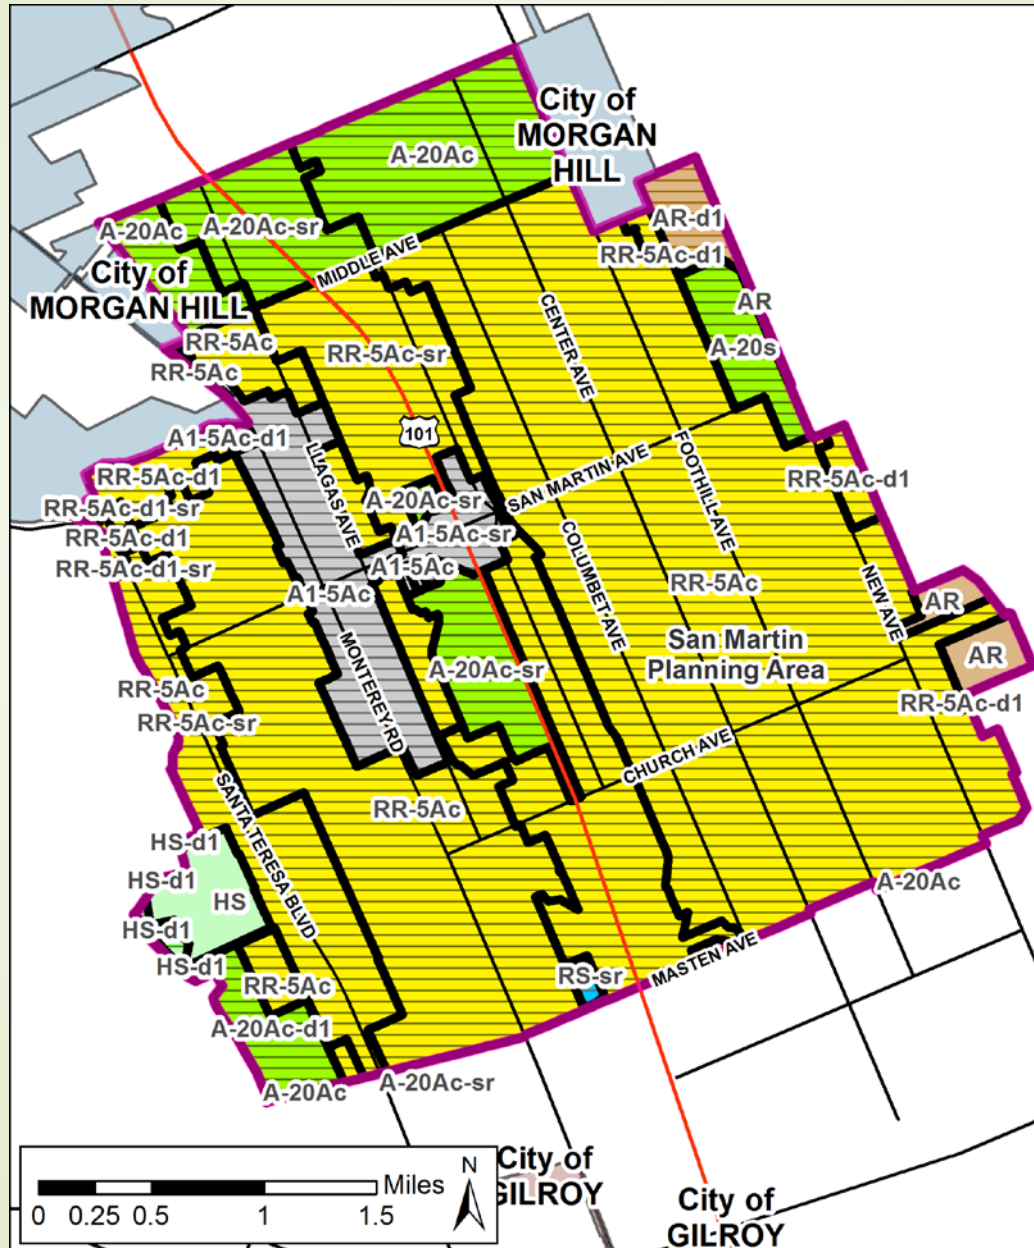 City of
MORGAN
HILL
A-20Ac
AR-d1
A-20Ac-sr
A-20Ac
MIDDLE AVE
RR-5Ac-d1
City of
MORGAN HILL
AR
CENTER AVE
RR-5Ac
RR-5Ac-sr
A-20s
RR-5Ac
101
A1-5Ac-d1
LLAGAS AVE
SAN MARTIN AVE
FOOTHILL AVE
RR-5Ac-d1
RR-5Ac-d1
A-20Ac-sr
RR-5Ac-d1-sr
A1-5Ac-sr
COLUMBET AVE
RR-5Ac-d1
A1-5Ac
RR-5Ac-d1-sr
RR-5Ac
A1-5Ac
NEW AVE
AR
San Martin
Planning Area
AR
MONTEREY RD
A-20Ac-sr
RR-5Ac
RR-5Ac-d1
RR-5Ac-sr
CHURCH AVE
SANTA TERESA BLVD
RR-5Ac
HS-d1
HS-d1
A-20Ac
HS
HS-d1
HS-d1
MASTEN AVE
RS-sr
RR-5Ac
A-20Ac-d1
A-20Ac-sr
A-20Ac
City of
GILROY
City of
GILROY
N
Miles
0 0.25 0.5 1 1.5